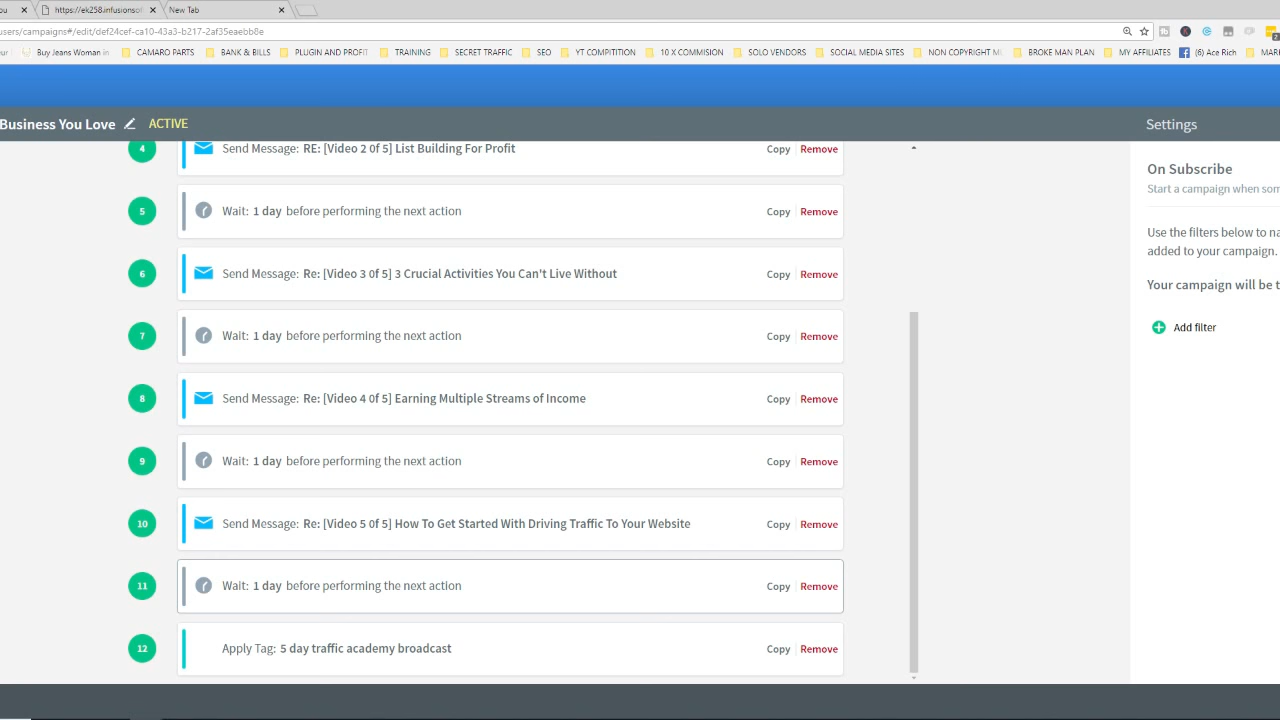 ou https://ek258.infusionsof New Tab
users/campaigns#/edit/def24cef-ca10-43a3-b217-2af35eaebb8e
Buy Jeans Woman in CAMARO PARTS BANK & BILLS PLUGIN AND PROFIT TRAINING SECRET TRAFFIC SEO YT COMPTITION 10 X COMMISION SOLO VENDORS SOCIAL MEDIA SITES NON COPYRIGHT BROKE MAN PLAN MY AFFILIATES (6) Ace Rich MAR
Business You Love ACTIVE Settings
4 Send Message: RE: [Video 2 0f 5] List Building For Profit Copy Remove
5 Wait: 1 day before performing the next action Copy Remove
6 Send Message: Re: [Video 3 0f 5] 3 Crucial Activities You Can't Live Without Copy Remove
7 Wait: 1 day before performing the next action Copy Remove
8 Send Message: Re: [Video 4 0f 5] Earning Multiple Streams of Income Copy Remove
9 Wait: 1 day before performing the next action Copy Remove
10 Send Message: Re: [Video 5 0f 5] How To Get Started With Driving Traffic To Your Website Copy Remove
11 Wait: 1 day before performing the next action Copy Remove
12 Apply Tag: 5 day traffic academy broadcast Copy Remove
On Subscribe
Start a campaign when som
Use the filters below to na
added to your campaign.
Your campaign will be t
Add filter